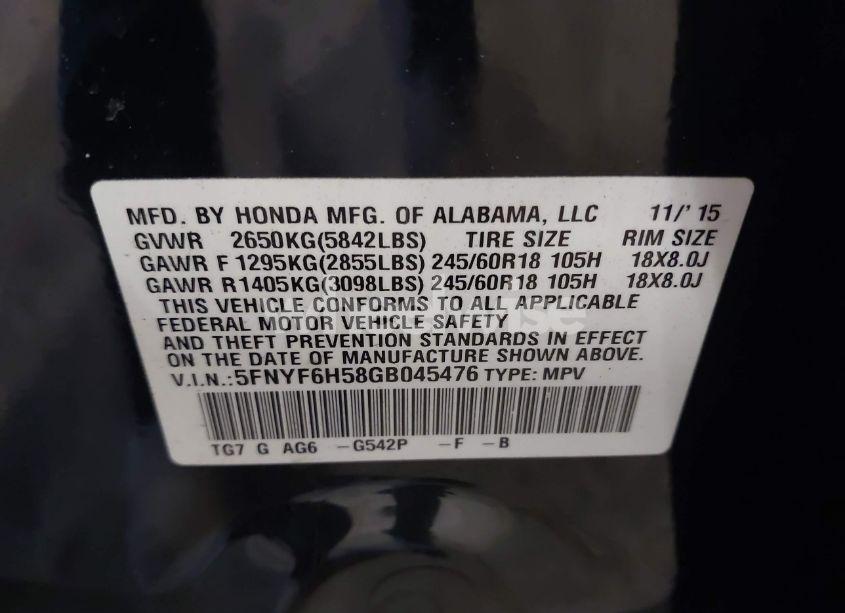 MFD. BY HONDA MFG. OF ALABAMA, LLC 11/' 15
GVWR 2650KG(5842LBS) TIRE SIZE RIM SIZE
GAWR F 1295KG(2855LBS) 245/60R18 105H 18X8.0J
GAWR R1405KG(3098LBS) 245/60R18 105H 18X8.0J
THIS VEHICLE CONFORMS TO ALL APPLICABLE
FEDERAL MOTOR VEHICLE SAFETY
AND THEFT PREVENTION STANDARDS IN EFFECT
ON THE DATE OF MANUFACTURE SHOWN ABOVE.
V.I.N.:5FNYF6H58GB045476 TYPE: MPV
TG7 G AG6 -G542P -F -B